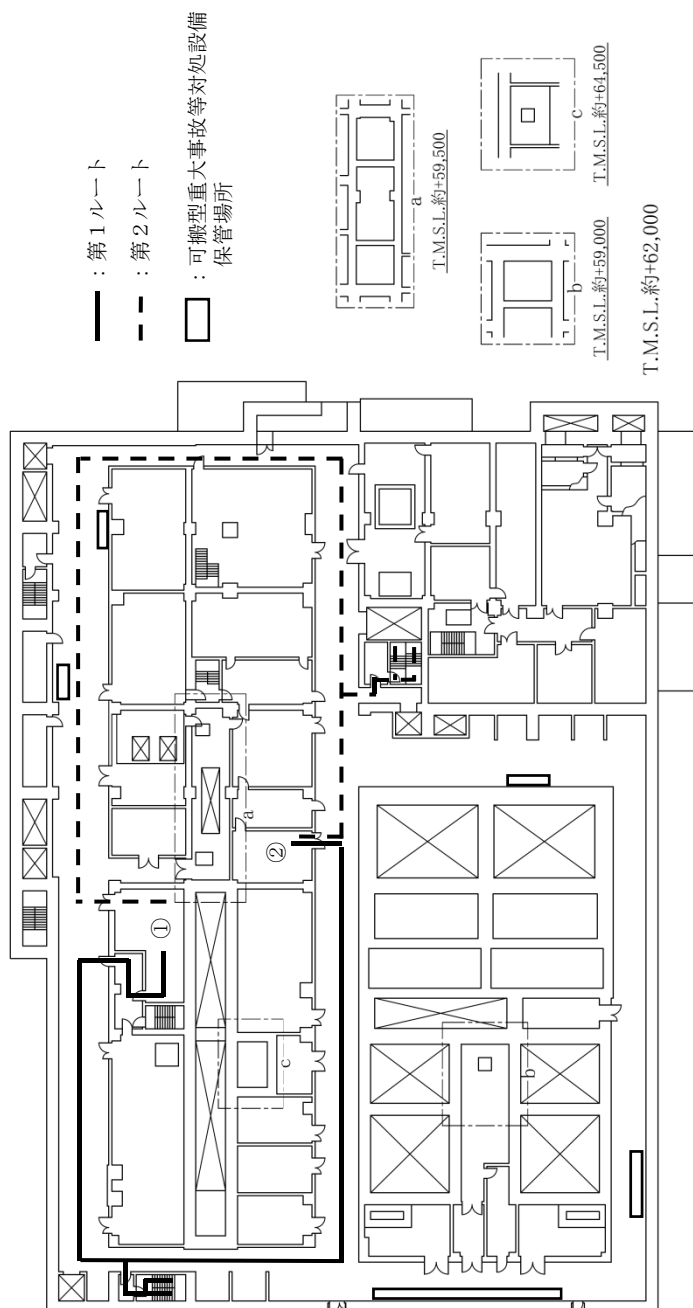 ：第１ルート
：第２ルート
：可搬型重大事故等対処設備
保管場所
a
T.M.S.L.約+59,500
b
T.M.S.L.約+59,000
c
T.M.S.L.約+64,500
T.M.S.L.約+62,000
①
②
a
c
b